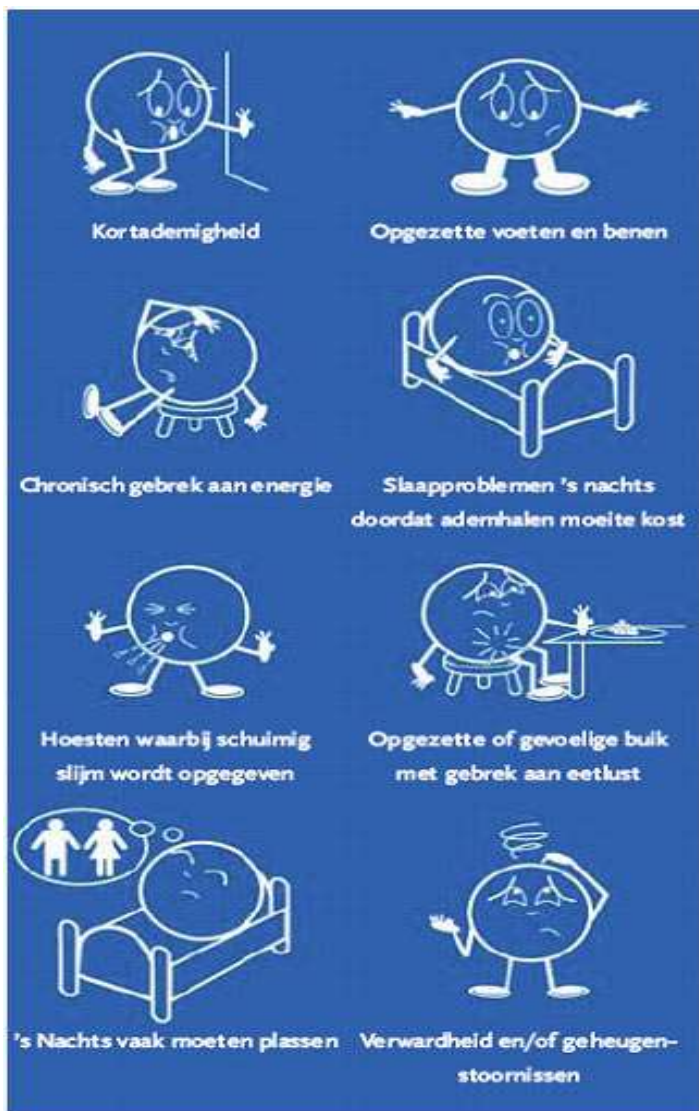 Kortademigheid
Opgezette voeten en benen
Chronisch gebrek aan energie
Slaapproblemen 's nachts
doordat ademhalen moeite kost
Hoesten waarbij schuimig
slijm wordt opgegeven
Opgezette of gevoelige buik
met gebrek aan eetlust
's Nachts vaak moeten plassen
Verwardheid en/of geheugen-
stoornissen